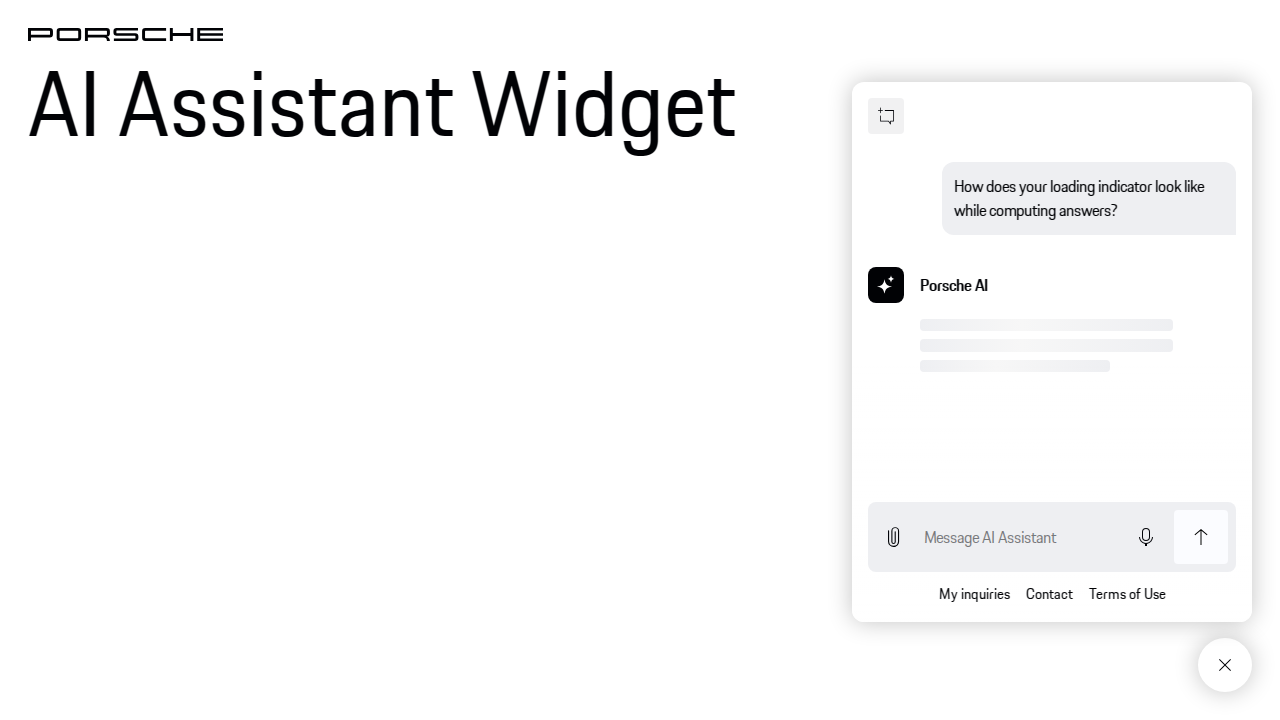 PORSCHE
AI Assistant Widget
How does your loading indicator look like
while computing answers?
Porsche AI
Message AI Assistant
My inquiries Contact Terms of Use